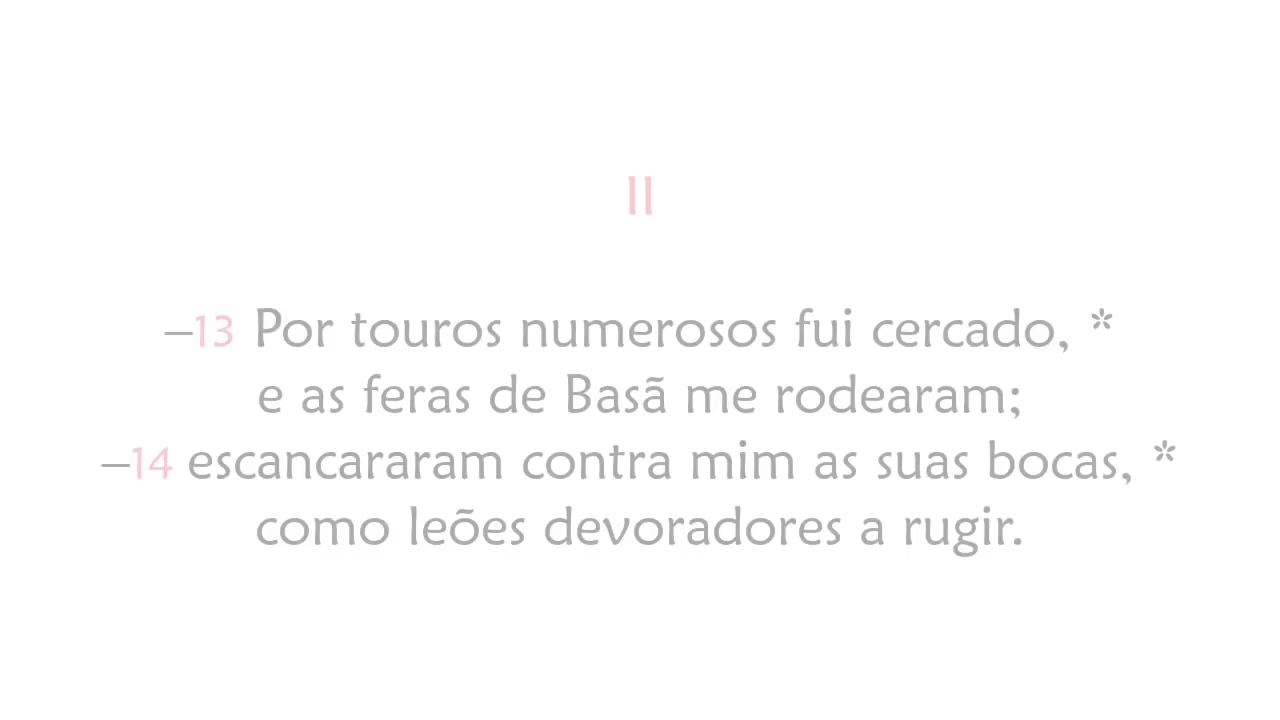 II
–13 Por touros numerosos fui cercado, *
e as feras de Basã me rodearam;
–14 escancararam contra mim as suas bocas, *
como leões devoradores a rugir.